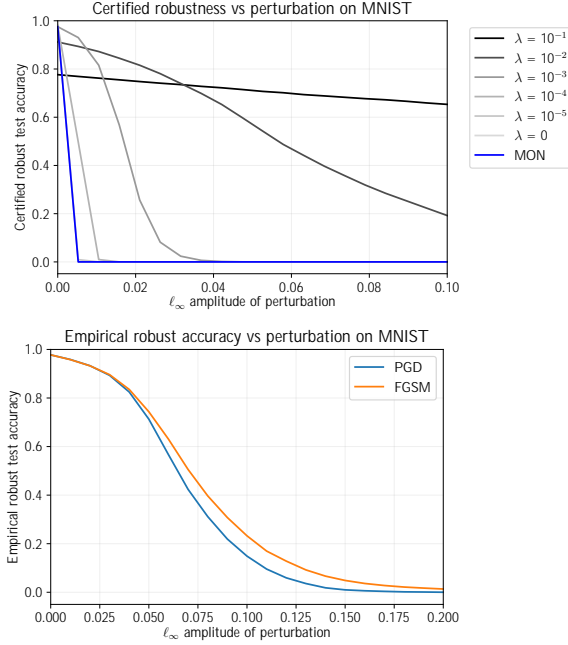 Certified robustness vs perturbation on MNIST
Certified robust test accuracy
1.0
0.8
0.6
0.4
0.2
0.0
0.00 0.02 0.04 0.06 0.08 0.10
ℓ∞ amplitude of perturbation
λ = 10⁻¹
λ = 10⁻²
λ = 10⁻³
λ = 10⁻⁴
λ = 10⁻⁵
λ = 0
MON
Empirical robust accuracy vs perturbation on MNIST
Empirical robust test accuracy
1.0
0.8
0.6
0.4
0.2
0.0
0.000 0.025 0.050 0.075 0.100 0.125 0.150 0.175 0.200
ℓ∞ amplitude of perturbation
PGD
FGSM